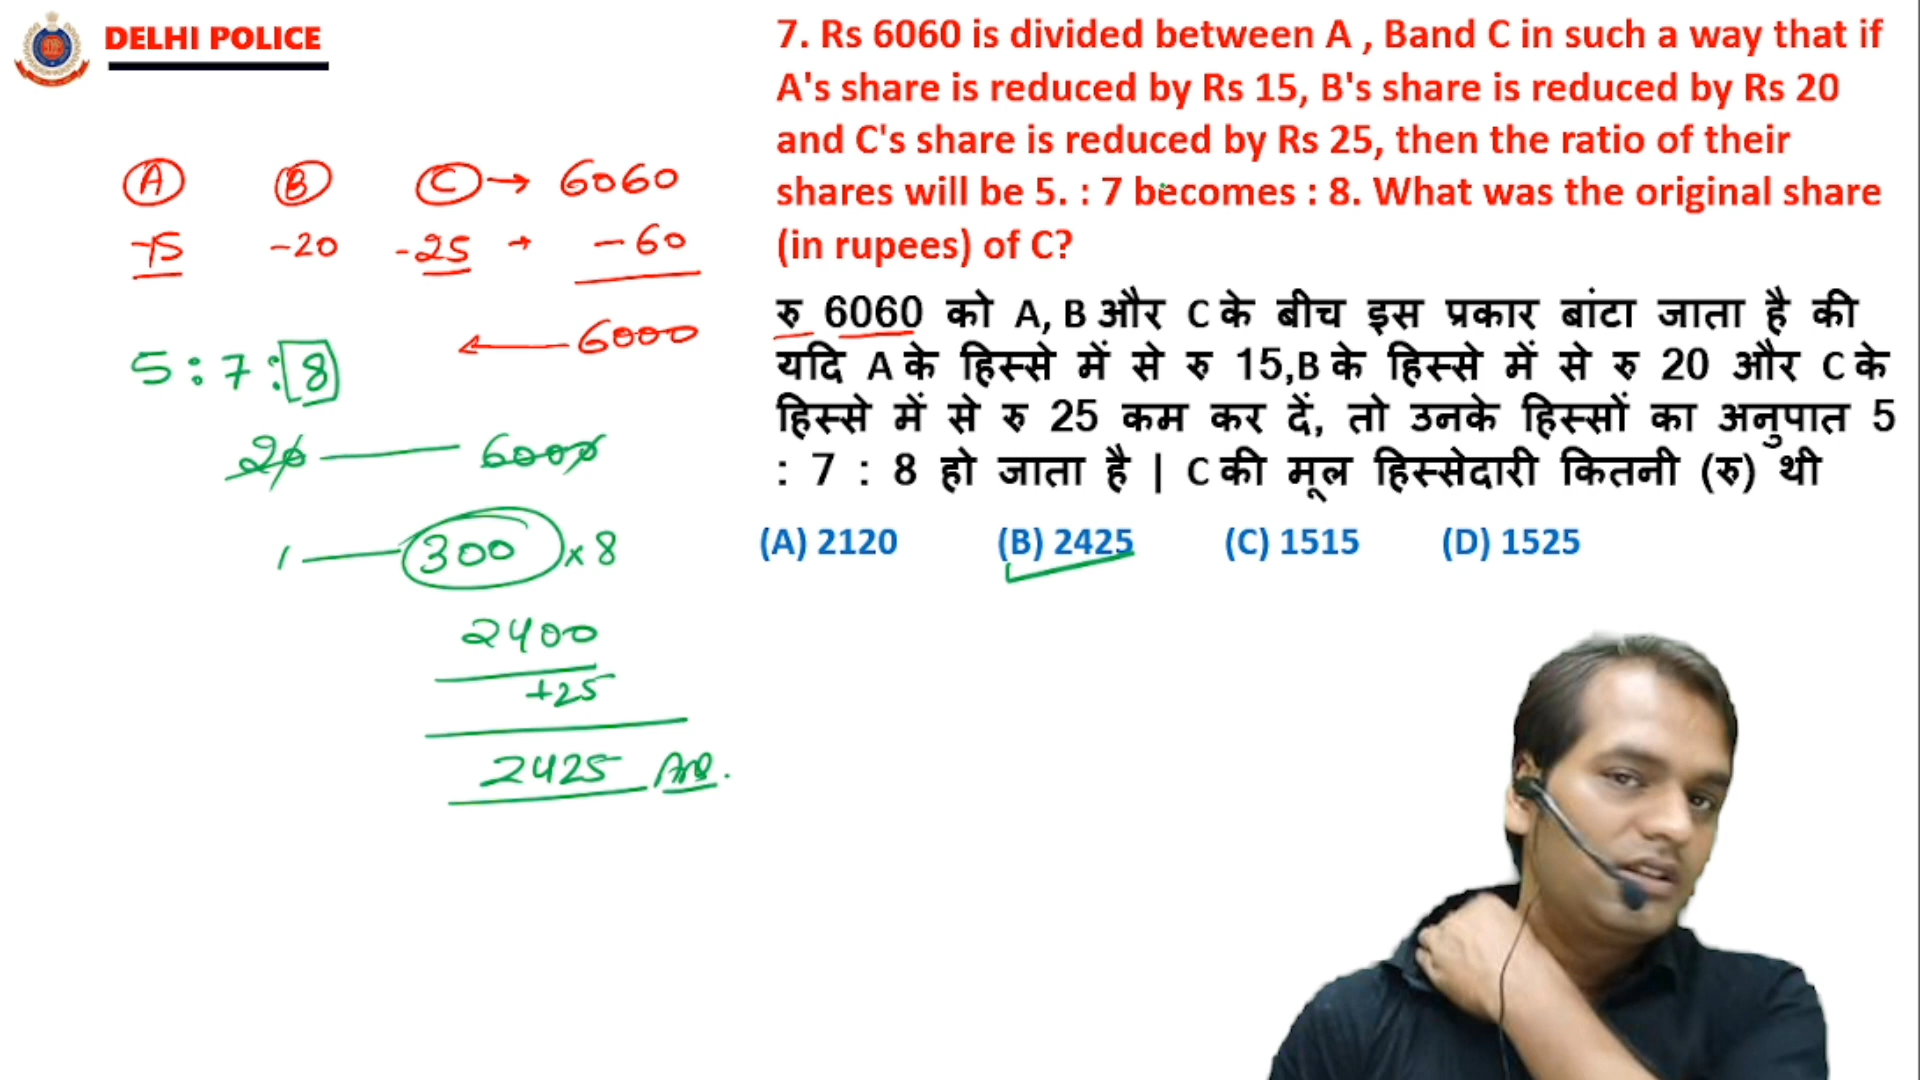 DELHI POLICE
7. Rs 6060 is divided between A , Band C in such a way that if
A's share is reduced by Rs 15, B's share is reduced by Rs 20
and C's share is reduced by Rs 25, then the ratio of their
shares will be 5. : 7 becomes : 8. What was the original share
(in rupees) of C?
रु 6060 को A, B और C के बीच इस प्रकार बांटा जाता है की
यदि A के हिस्से में से रु 15,B के हिस्से में से रु 20 और C के
हिस्से में से रु 25 कम कर दें, तो उनके हिस्सों का अनुपात 5
: 7 : 8 हो जाता है | C की मूल हिस्सेदारी कितनी (रु) थी
(A) 2120 (B) 2425 (C) 1515 (D) 1525
A B C → 6060
-15 -20 -25 → -60
← 6000
5 : 7 : 8
20 — 6000
1 — 300 × 8
2400
+25
2425 Ans.